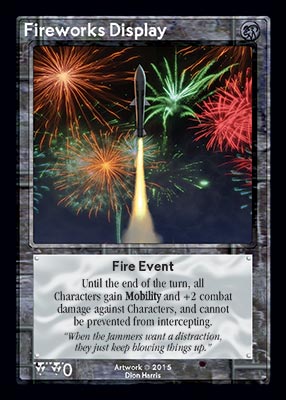 Fireworks Display
Fire Event
Until the end of the turn, all
Characters gain Mobility and +2 combat
damage against Characters, and cannot
be prevented from intercepting.
"When the Jammers want a distraction,
they just keep blowing things up."
0
Artwork © 2015
Dion Harris